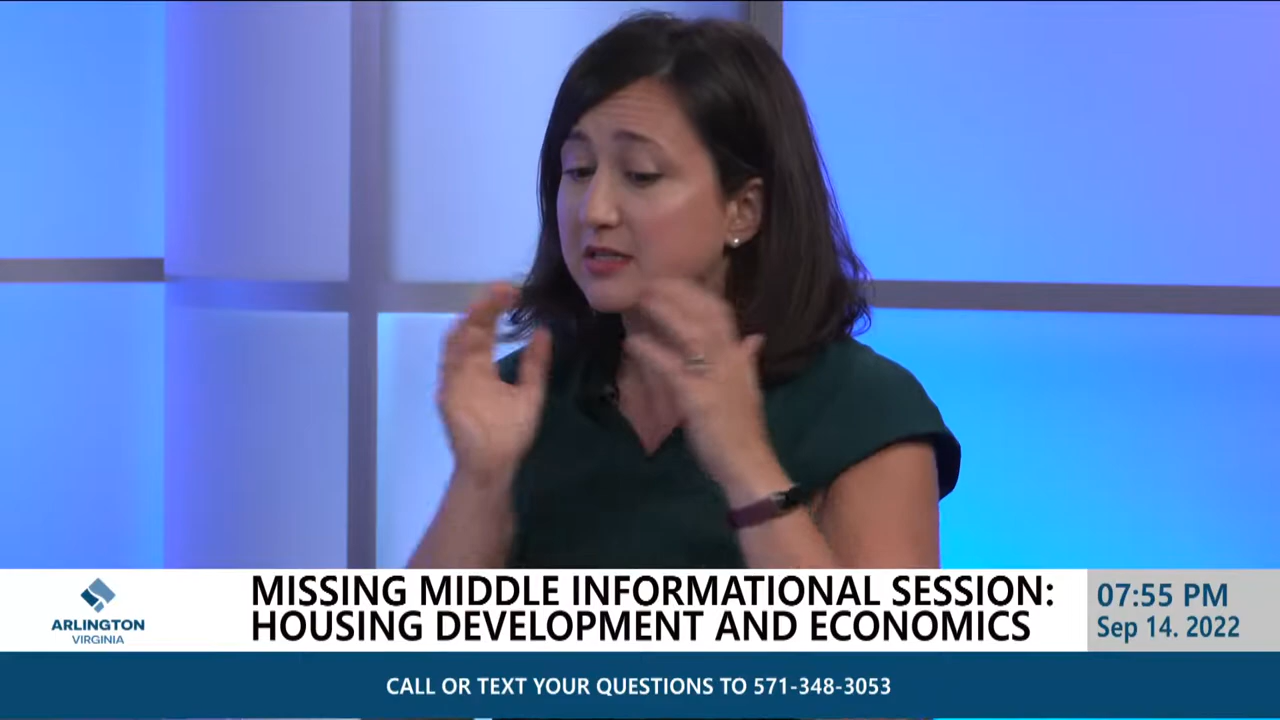 MISSING MIDDLE INFORMATIONAL SESSION:
HOUSING DEVELOPMENT AND ECONOMICS
ARLINGTON
VIRGINIA
07:55 PM
Sep 14. 2022
CALL OR TEXT YOUR QUESTIONS TO 571-348-3053